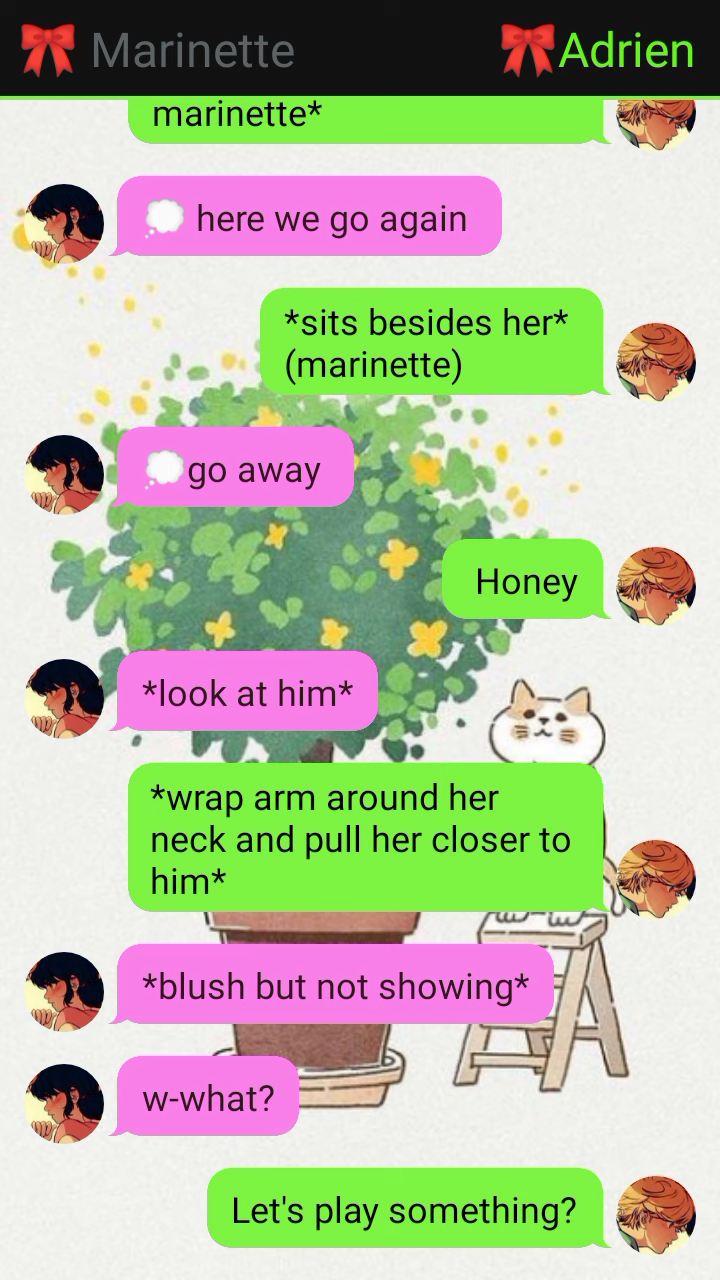 🎀 Marinette
🎀Adrien
marinette*
💭 here we go again
*sits besides her*
(marinette)
💭go away
Honey
*look at him*
*wrap arm around her
neck and pull her closer to
him*
*blush but not showing*
w-what?
Let's play something?